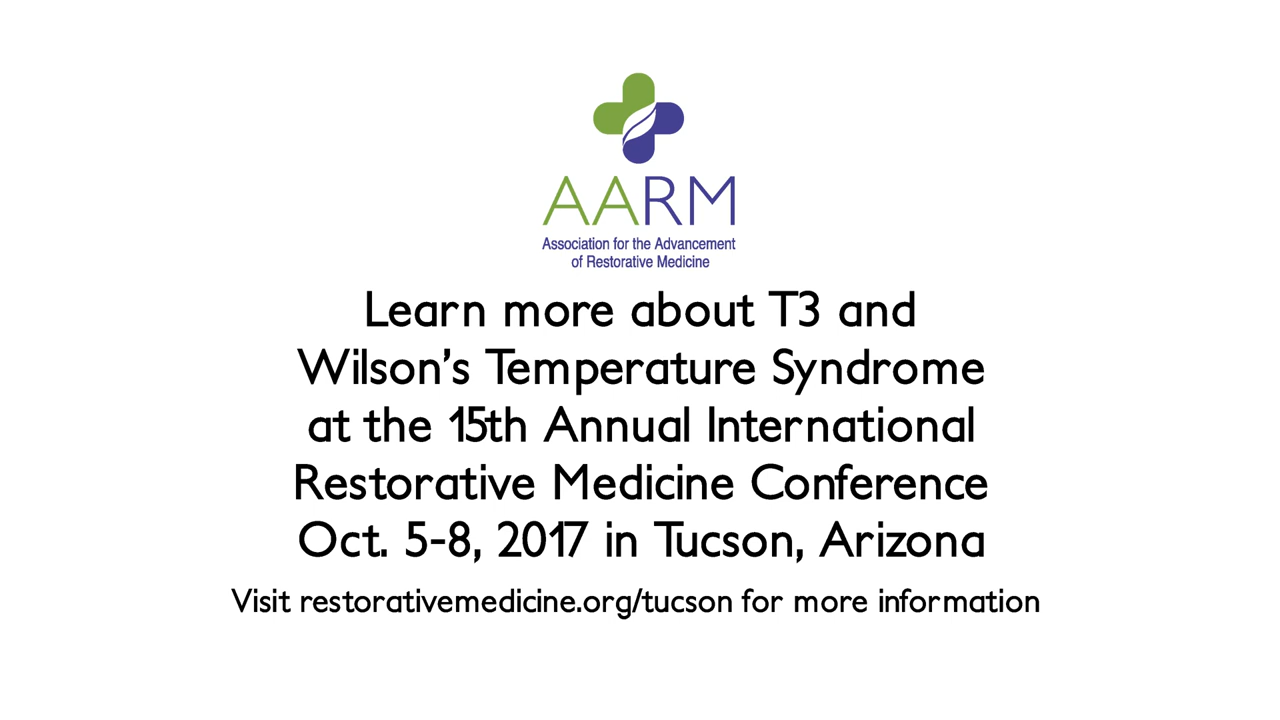 AARM
Association for the Advancement
of Restorative Medicine
Learn more about T3 and
Wilson’s Temperature Syndrome
at the 15th Annual International
Restorative Medicine Conference
Oct. 5-8, 2017 in Tucson, Arizona
Visit restorativemedicine.org/tucson for more information